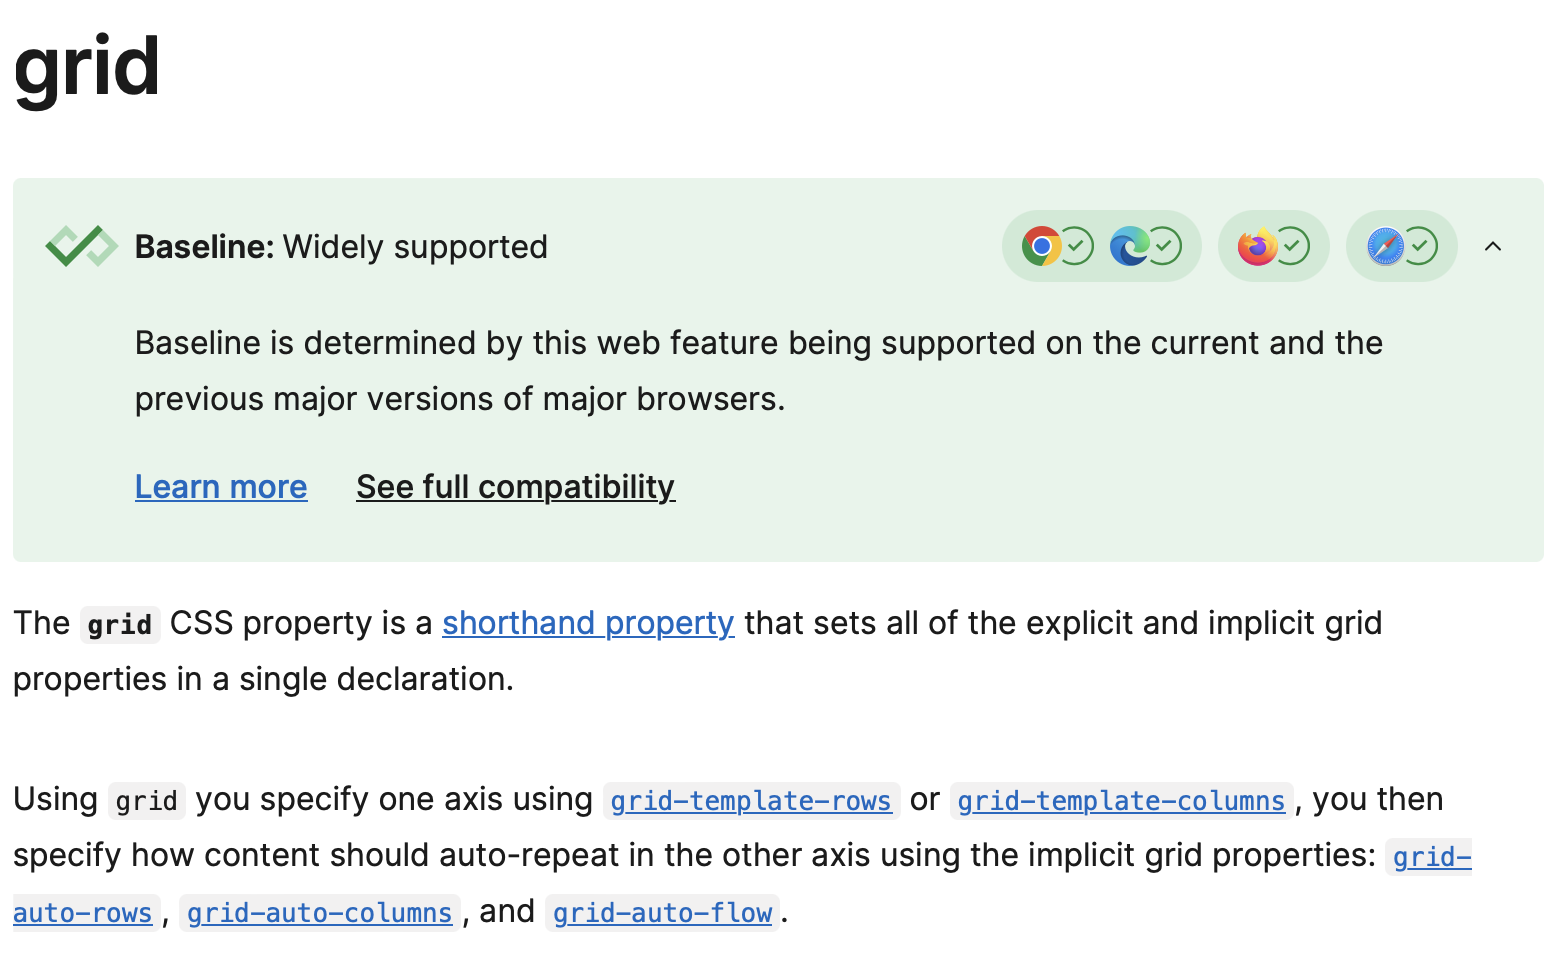 grid
Baseline: Widely supported
Baseline is determined by this web feature being supported on the current and the
previous major versions of major browsers.
Learn more See full compatibility
The grid CSS property is a shorthand property that sets all of the explicit and implicit grid
properties in a single declaration.
Using grid you specify one axis using grid-template-rows or grid-template-columns, you then
specify how content should auto-repeat in the other axis using the implicit grid properties: grid-
auto-rows, grid-auto-columns, and grid-auto-flow.